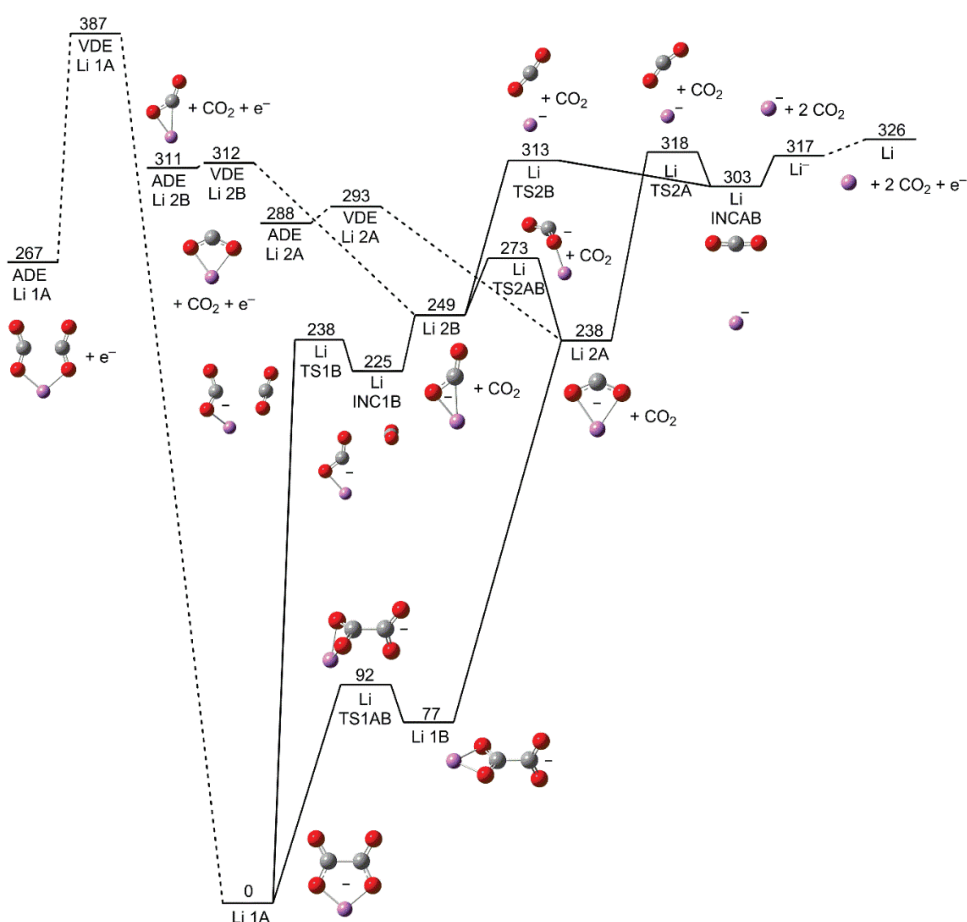 387
VDE
Li 1A
+ CO2 + e−
311
ADE
Li 2B
312
VDE
Li 2B
267
ADE
Li 1A
+ e−
288
ADE
Li 2A
293
VDE
Li 2A
+ CO2 + e−
+ CO2
−
313
Li
TS2B
+ CO2
−
318
Li
TS2A
− + 2 CO2
303
Li
INCAB
317
Li−
326
Li
+ 2 CO2 + e−
−
− + CO2
273
Li
TS2AB
249
Li 2B
− + CO2
238
Li 2A
− + CO2
238
Li
TS1B
−
225
Li
INC1B
−
−
92
Li
TS1AB
77
Li 1B
−
0
Li 1A
−